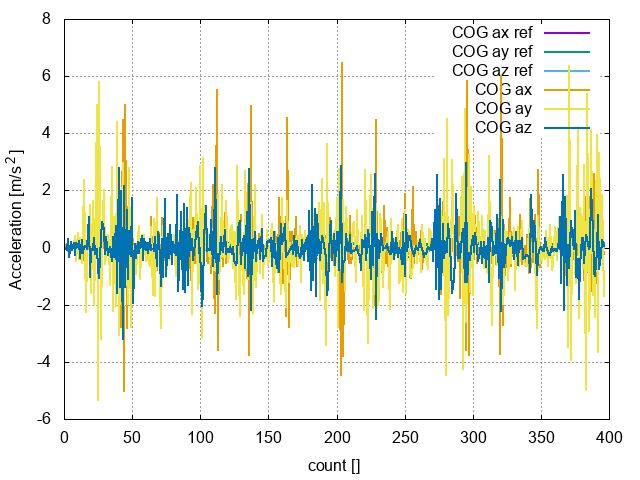 8
6
4
2
0
-2
-4
-6
Acceleration [m/s²]
COG ax ref
COG ay ref
COG az ref
COG ax
COG ay
COG az
0 50 100 150 200 250 300 350 400
count []